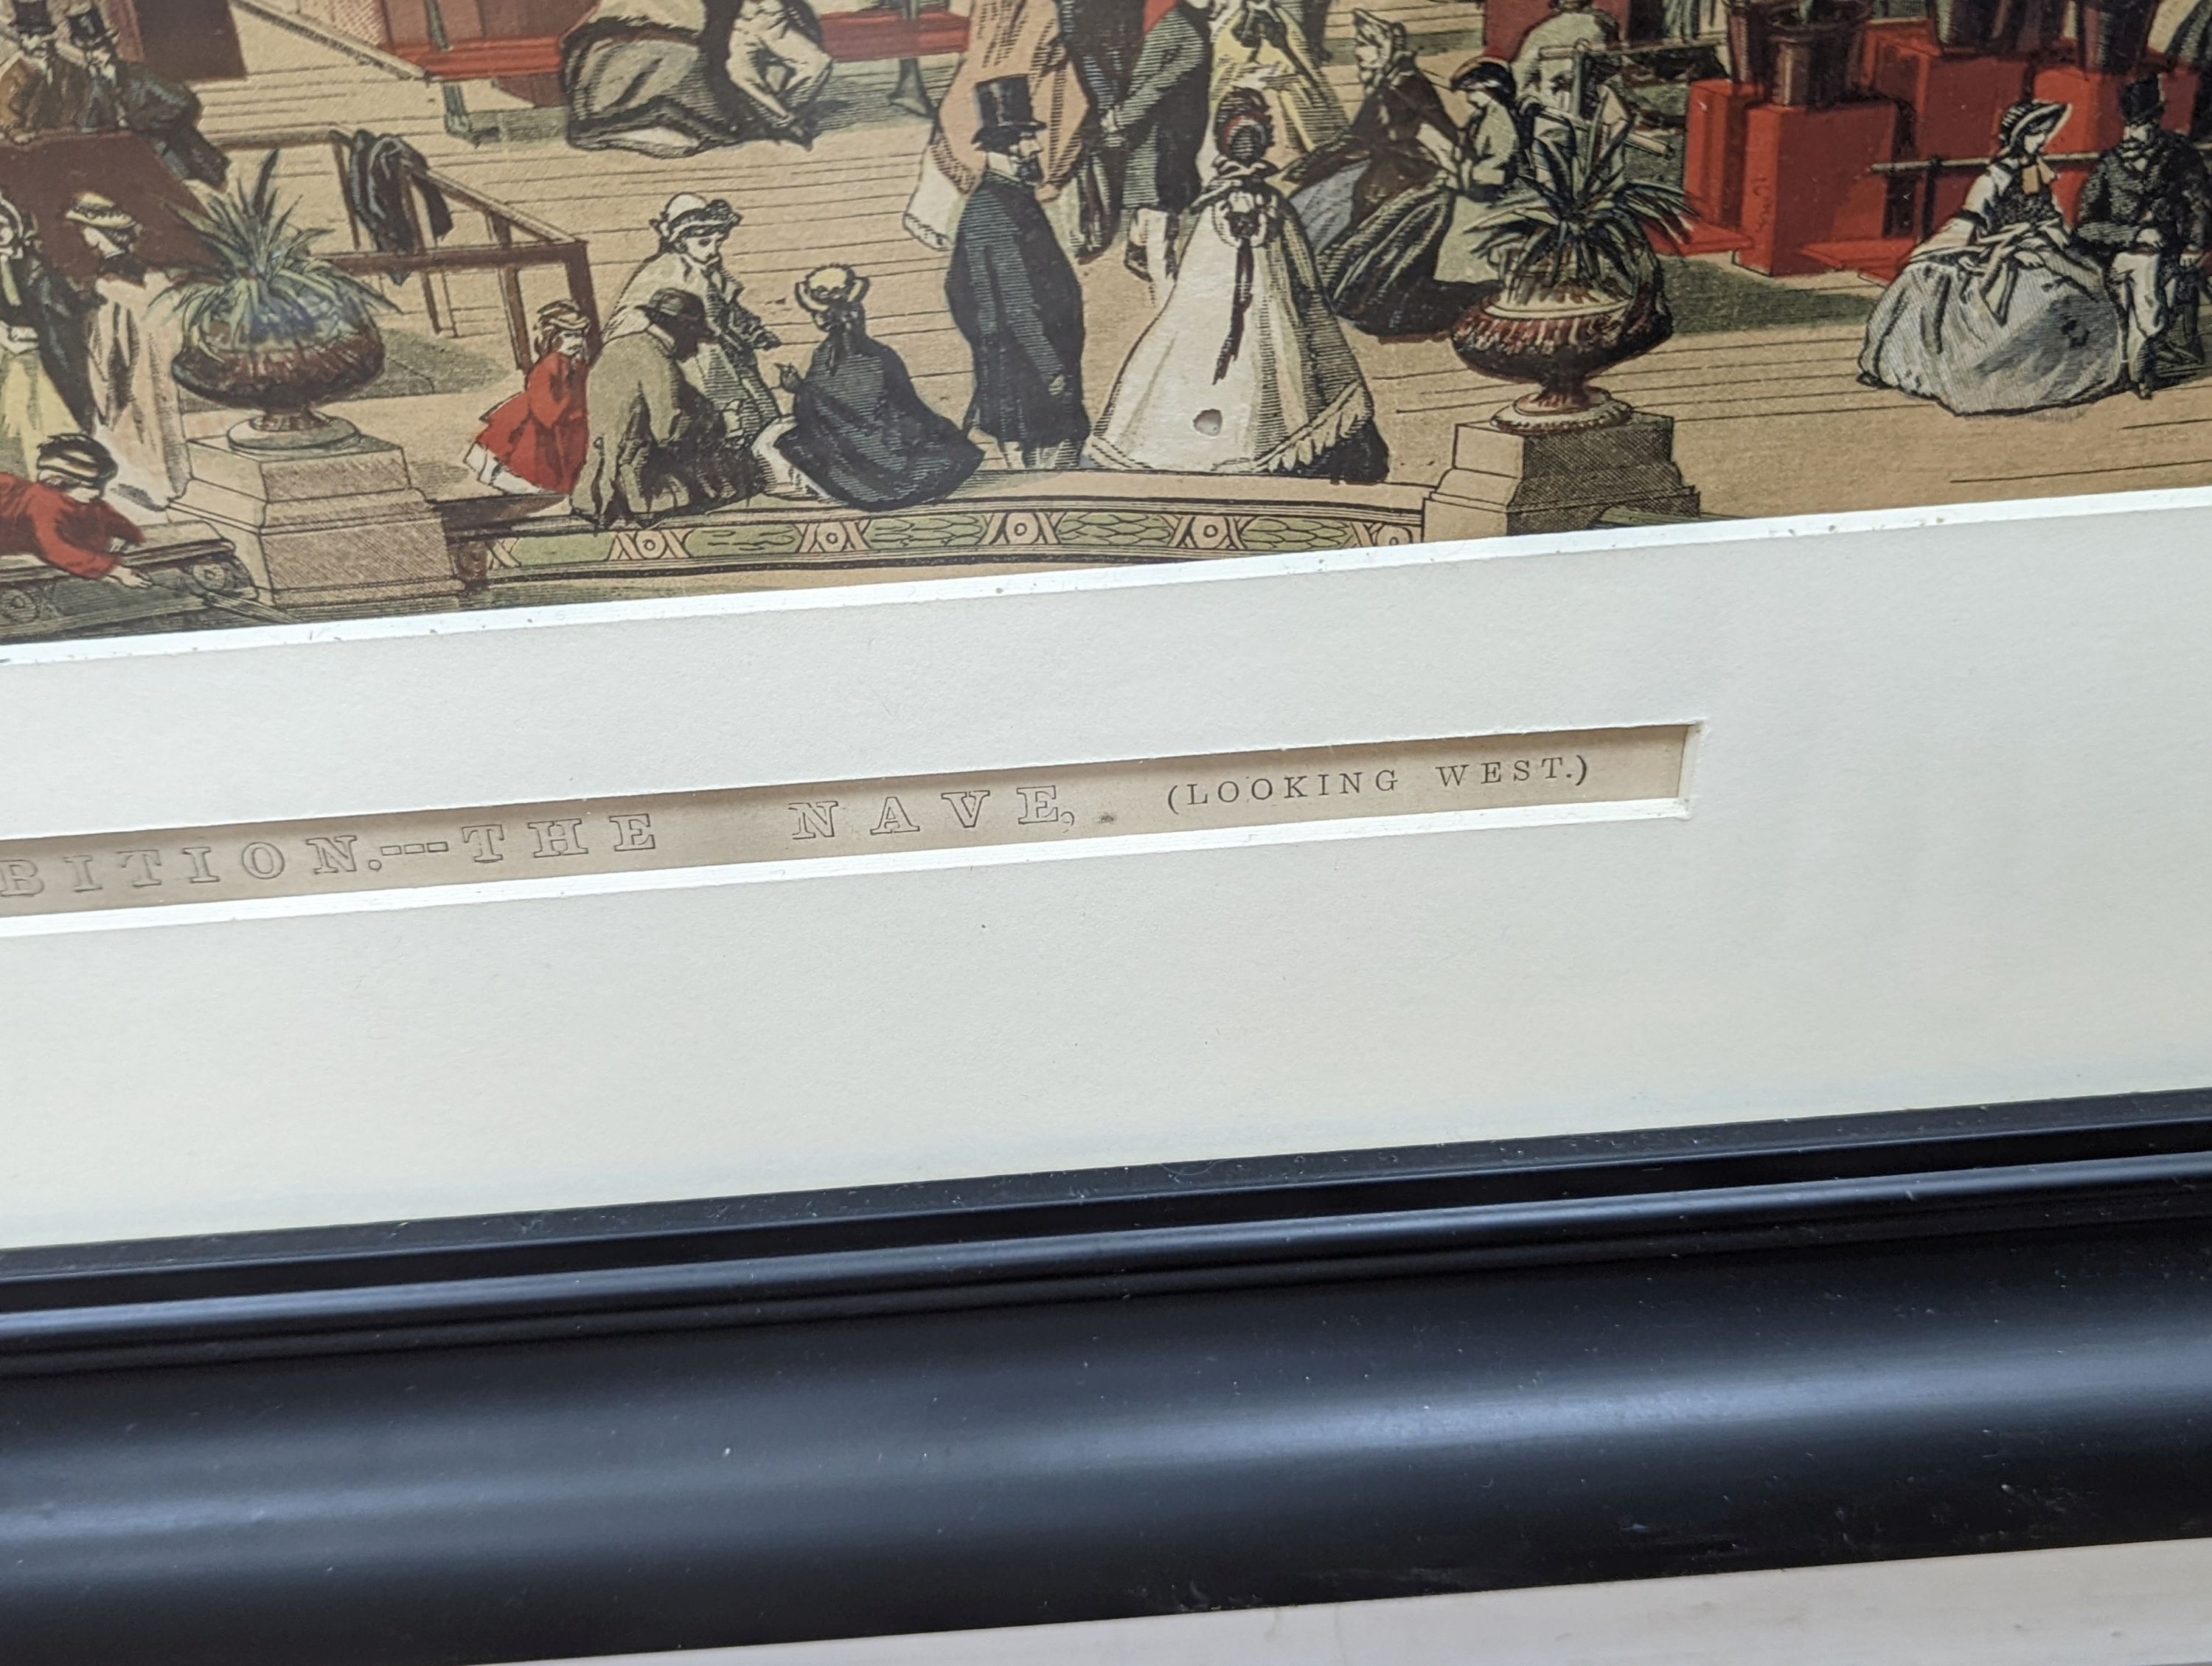 BITION.—THE NAVE, (LOOKING WEST.)